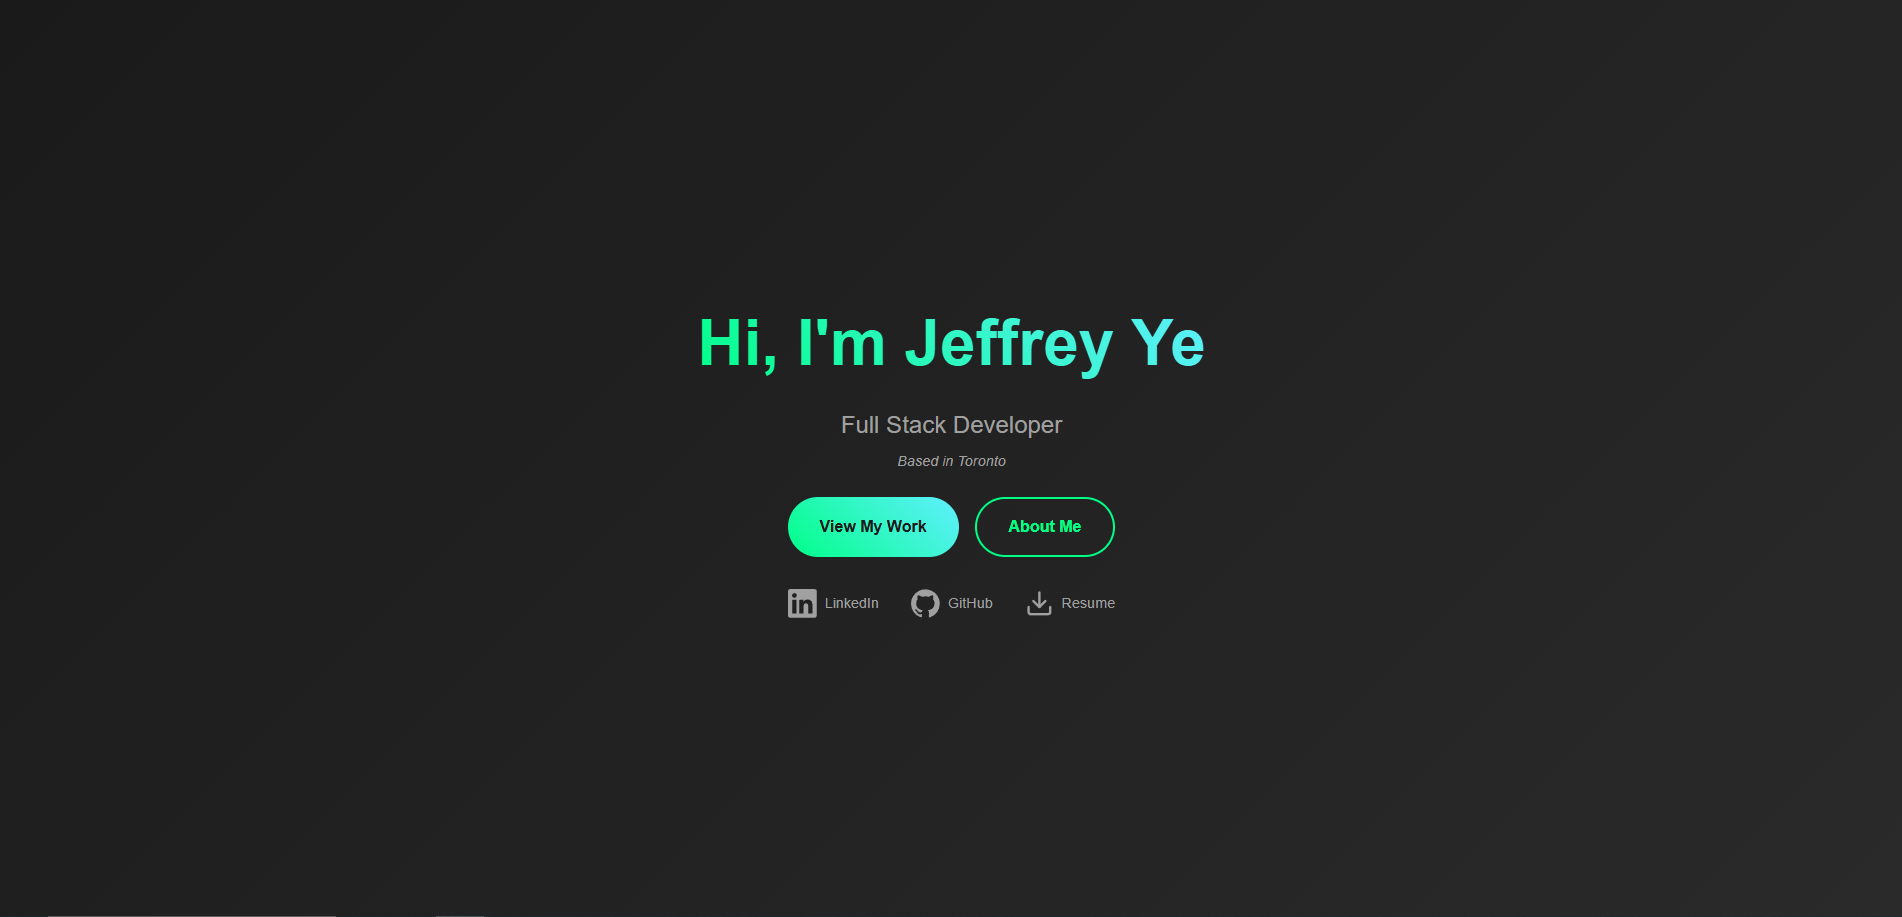 Hi, I'm Jeffrey Ye
Full Stack Developer
Based in Toronto
View My Work
About Me
LinkedIn
GitHub
Resume